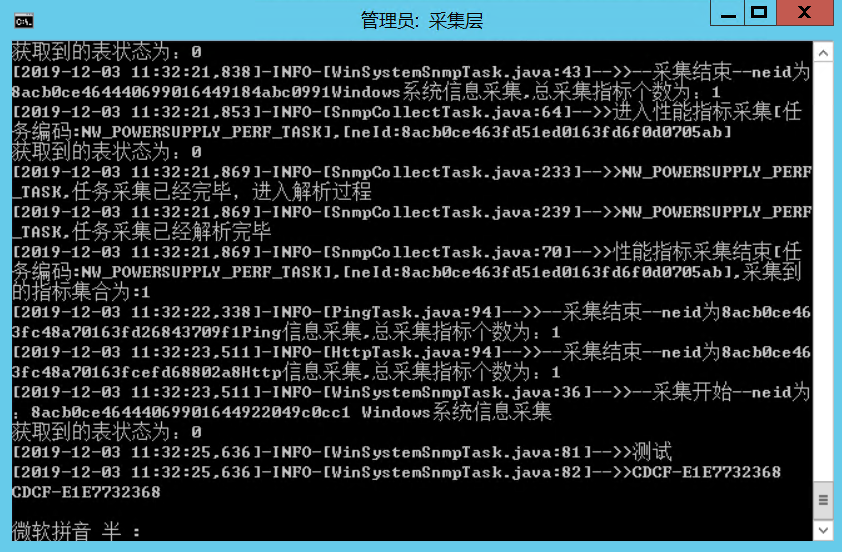 管理员: 采集层
获取到的表状态为: 0
[2019-12-03 11:32:21,838]-INFO-[WinSystemSnmpTask.java:43]-->>--采集结束--neid为
8acb0ce464440699016449184abc0991Windows系统信息采集,总采集指标个数为: 1
[2019-12-03 11:32:21,853]-INFO-[SnmpCollectTask.java:64]-->>进入性能指标采集[任
务编码:NW_POWERSUPPLY_PERF_TASK],[neId:8acb0ce463fd51ed0163fd6f0d0705ab]
获取到的表状态为: 0
[2019-12-03 11:32:21,869]-INFO-[SnmpCollectTask.java:233]-->>NW_POWERSUPPLY_PERF
_TASK,任务采集已经完毕, 进入解析过程
[2019-12-03 11:32:21,869]-INFO-[SnmpCollectTask.java:239]-->>NW_POWERSUPPLY_PERF
_TASK,任务采集已经解析完毕
[2019-12-03 11:32:21,869]-INFO-[SnmpCollectTask.java:70]-->>性能指标采集结束[任
务编码:NW_POWERSUPPLY_PERF_TASK],[neId:8acb0ce463fd51ed0163fd6f0d0705ab],采集到
的指标集合为:1
[2019-12-03 11:32:22,338]-INFO-[PingTask.java:94]-->>--采集结束--neid为8acb0ce46
3fc48a70163fd26843709f1Ping信息采集,总采集指标个数为: 1
[2019-12-03 11:32:23,511]-INFO-[HttpTask.java:94]-->>--采集结束--neid为8acb0ce46
3fc48a70163fcefd68802a8Http信息采集,总采集指标个数为: 1
[2019-12-03 11:32:23,511]-INFO-[WinSystemSnmpTask.java:36]-->>--采集开始--neid为
: 8acb0ce46444069901644922049c0cc1 Windows系统信息采集
获取到的表状态为: 0
[2019-12-03 11:32:25,636]-INFO-[WinSystemSnmpTask.java:81]-->>测试
[2019-12-03 11:32:25,636]-INFO-[WinSystemSnmpTask.java:82]-->>CDCF-E1E7732368
CDCF-E1E7732368
微软拼音 半 :